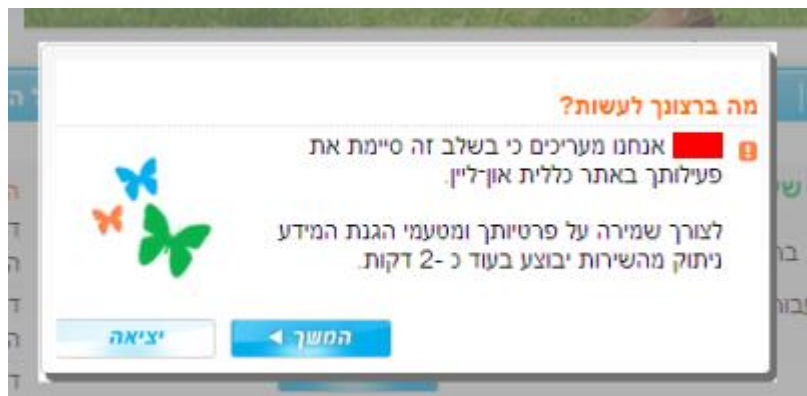 מה ברצונך לעשות?
אנחנו מעריכים כי בשלב זה סיימת את
פעילותך באתר כללית און-ליין.
לצורך שמירה על פרטיותך ומטעמי הגנת המידע
ניתוק מהשירות יבוצע בעוד כ -2 דקות.
המשך
יציאה